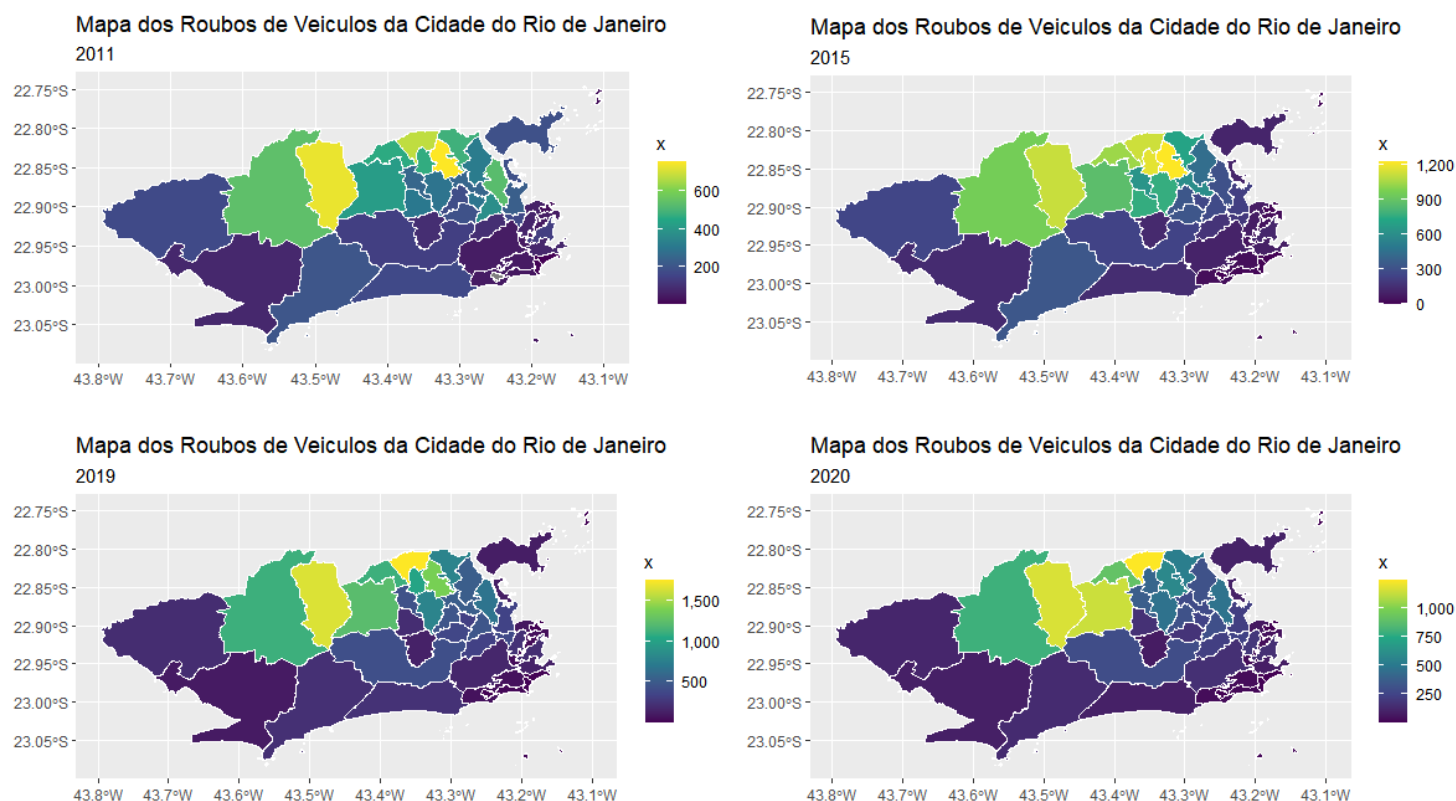 Mapa dos Roubos de Veiculos da Cidade do Rio de Janeiro
2011
22.75°S
22.80°S
22.85°S
22.90°S
22.95°S
23.00°S
23.05°S
43.8°W 43.7°W 43.6°W 43.5°W 43.4°W 43.3°W 43.2°W 43.1°W
x
600
400
200
Mapa dos Roubos de Veiculos da Cidade do Rio de Janeiro
2015
22.75°S
22.80°S
22.85°S
22.90°S
22.95°S
23.00°S
23.05°S
43.8°W 43.7°W 43.6°W 43.5°W 43.4°W 43.3°W 43.2°W 43.1°W
x
1,200
900
600
300
0
Mapa dos Roubos de Veiculos da Cidade do Rio de Janeiro
2019
22.75°S
22.80°S
22.85°S
22.90°S
22.95°S
23.00°S
23.05°S
43.8°W 43.7°W 43.6°W 43.5°W 43.4°W 43.3°W 43.2°W 43.1°W
x
1,500
1,000
500
Mapa dos Roubos de Veiculos da Cidade do Rio de Janeiro
2020
22.75°S
22.80°S
22.85°S
22.90°S
22.95°S
23.00°S
23.05°S
43.8°W 43.7°W 43.6°W 43.5°W 43.4°W 43.3°W 43.2°W 43.1°W
x
1,000
750
500
250